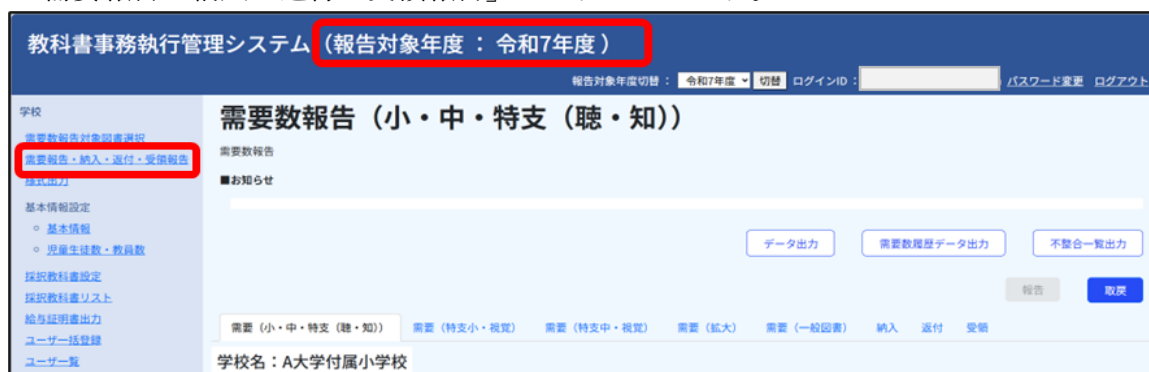 教科書事務執行管理システム（報告対象年度 ： 令和7年度 ）
報告対象年度切替： 令和7年度 切替 ログインID： パスワード変更 ログアウト
学校
需要数報告対象図書選択
需要報告・納入・返付・受領報告
様式出力
基本情報設定
基本情報
児童生徒数・教員数
採択教科書設定
採択教科書リスト
給与証明書出力
ユーザー括登録
ユーザ一覧
需要数報告（小・中・特支（聴・知））
需要数報告
■お知らせ
データ出力 需要数履歴データ出力 不整合一覧出力
報告 取戻
需要（小・中・特支（聴・知）） 需要（特支小・視覚） 需要（特支中・視覚） 需要（拡大） 需要（一般図書） 納入 返付 受領
学校名：A大学付属小学校